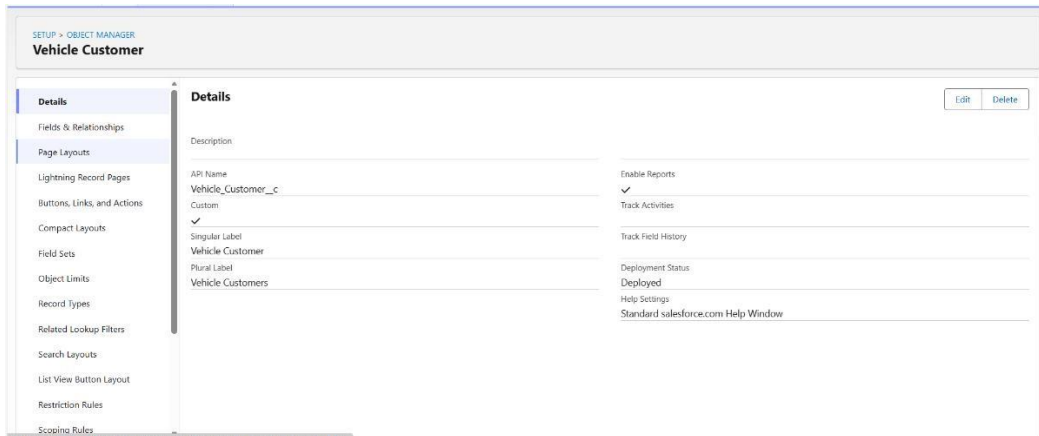 SETUP > OBJECT MANAGER
Vehicle Customer
Details
Fields & Relationships
Page Layouts
Lightning Record Pages
Buttons, Links, and Actions
Compact Layouts
Field Sets
Object Limits
Record Types
Related Lookup Filters
Search Layouts
List View Button Layout
Restriction Rules
Scoping Rules
Details
Edit
Delete
Description
API Name
Vehicle_Customer__c
Custom
Singular Label
Vehicle Customer
Plural Label
Vehicle Customers
Enable Reports
Track Activities
Track Field History
Deployment Status
Deployed
Help Settings
Standard salesforce.com Help Window